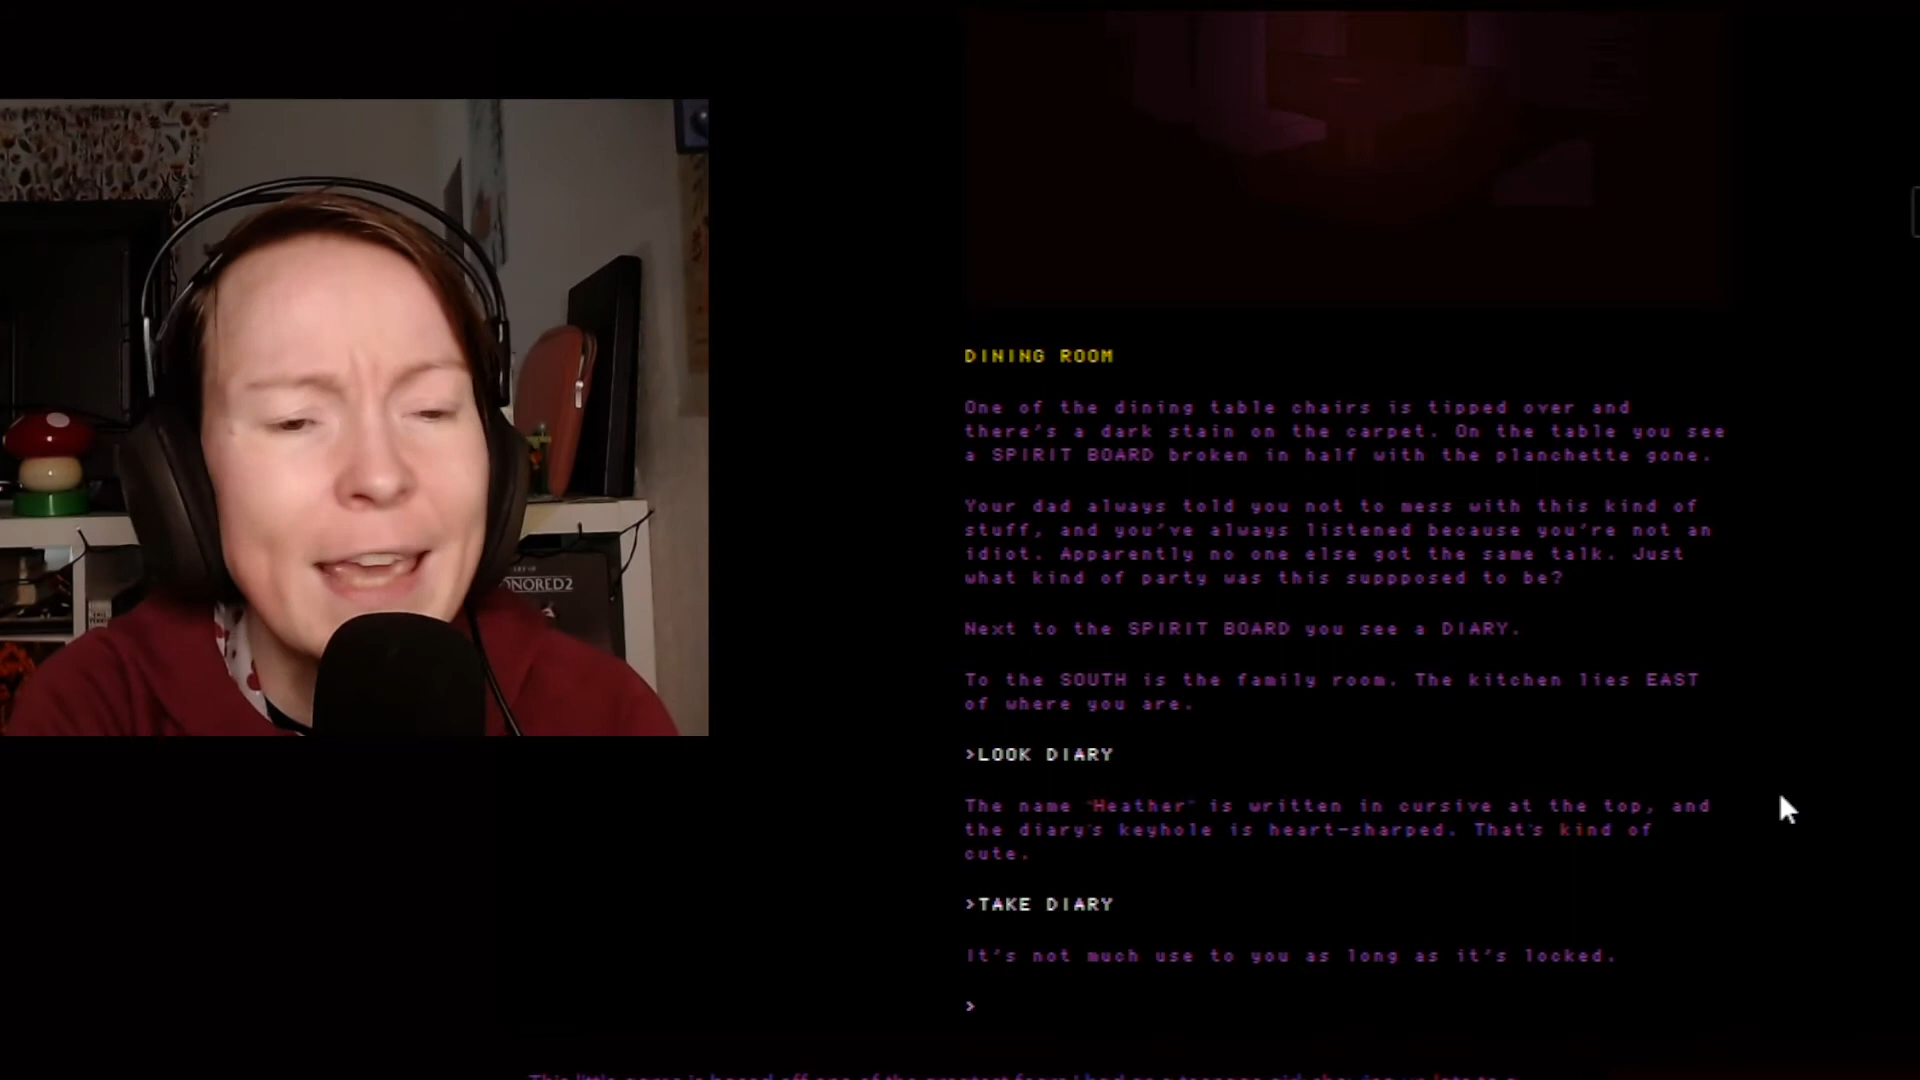 DINING ROOM
One of the dining table chairs is tipped over and
there's a dark stain on the carpet. On the table you see
a SPIRIT BOARD broken in half with the planchette gone.
Your dad always told you not to mess with this kind of
stuff, and you've always listened because you're not an
idiot. Apparently no one else got the same talk. Just
what kind of party was this suppposed to be?
Next to the SPIRIT BOARD you see a DIARY.
To the SOUTH is the family room. The kitchen lies EAST
of where you are.
>LOOK DIARY
The name "Heather" is written in cursive at the top, and
the diary's keyhole is heart-sharped. That's kind of
cute.
>TAKE DIARY
It's not much use to you as long as it's locked.
>
ONORED2